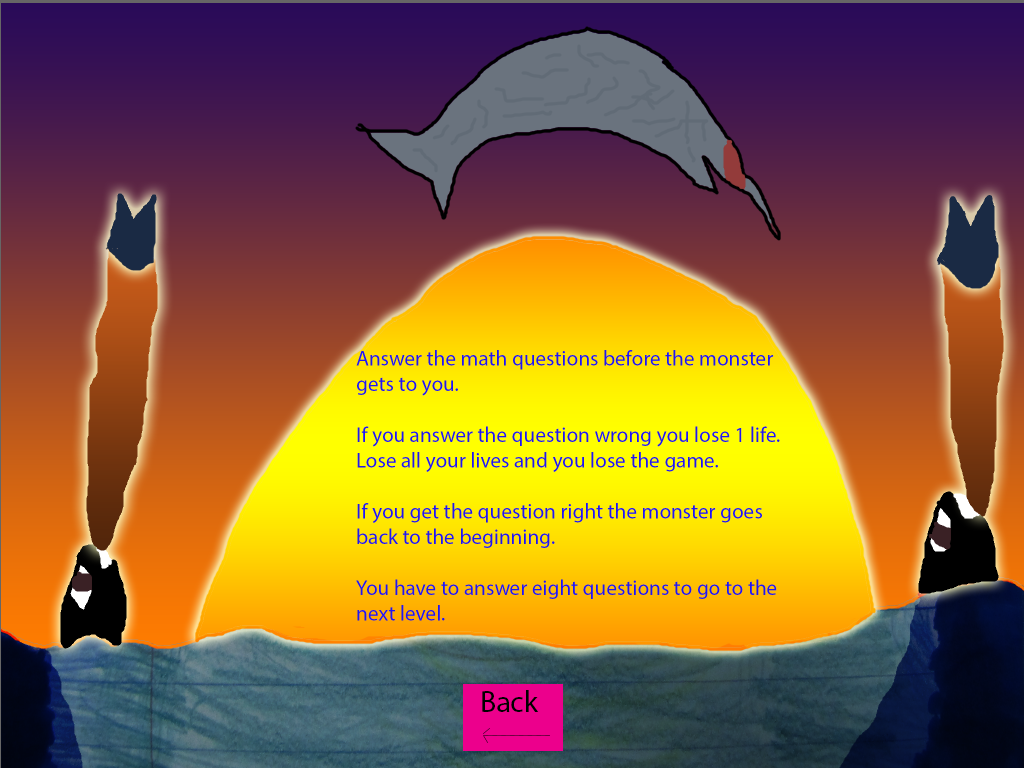 Answer the math questions before the monster
gets to you.
If you answer the question wrong you lose 1 life.
Lose all your lives and you lose the game.
If you get the question right the monster goes
back to the beginning.
You have to answer eight questions to go to the
next level.
Back